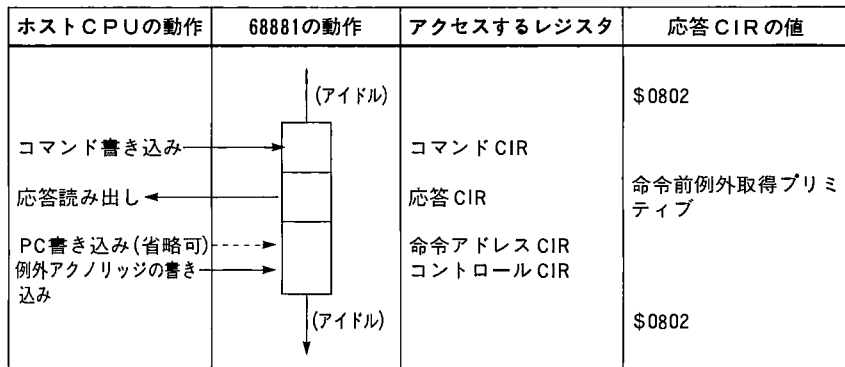 ホストCPUの動作 68881の動作 アクセスするレジスタ 応答CIRの値
(アイドル) $0802
コマンド書き込み コマンドCIR
応答読み出し 応答CIR 命令前例外取得プリミ
ティブ
PC書き込み(省略可) 命令アドレスCIR
例外アクノリッジの書き コントロールCIR
込み
(アイドル) $0802